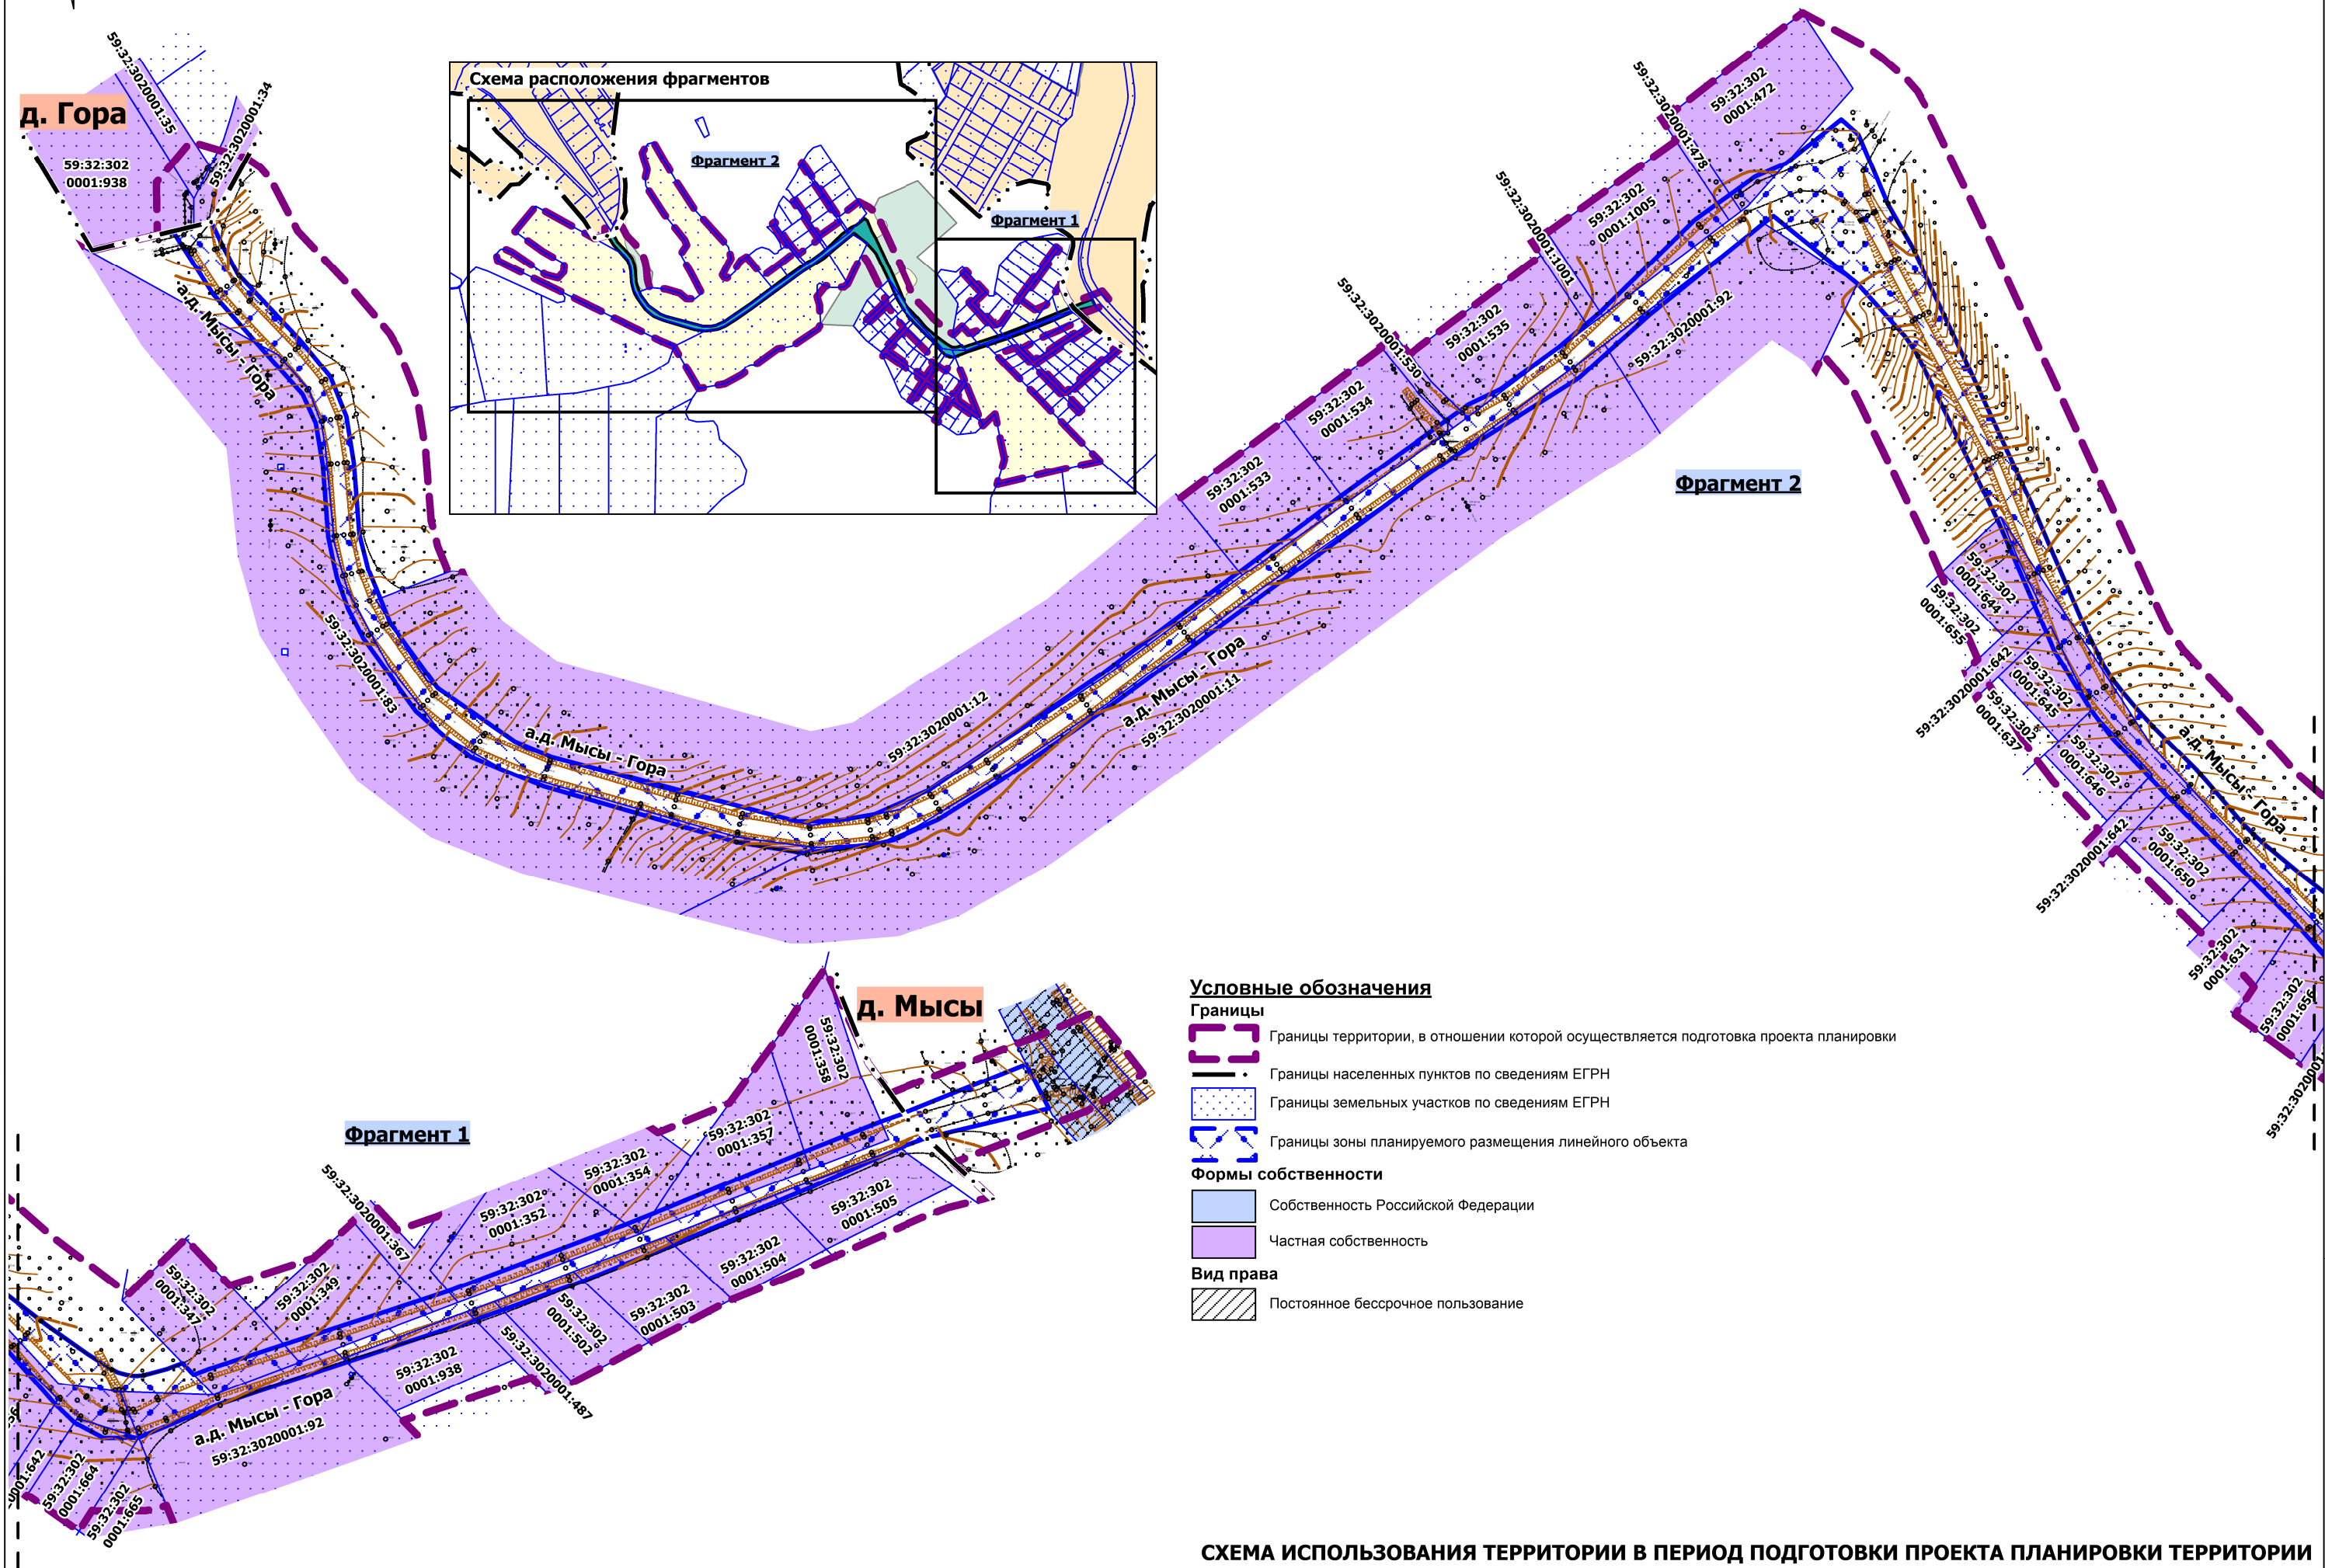 д. Гора
59:32:3020001:35
59:32:3020001:34
59:32:302
0001:938
а.д. Мысы - Гора
Схема расположения фрагментов
Фрагмент 2
Фрагмент 1
59:32:302
0001:472
59:32:3020001:478
59:32:302
0001:1005
59:32:3020001:1001
59:32:302
0001:535
59:32:3020001:92
59:32:3020001:530
59:32:302
0001:534
59:32:302
0001:533
Фрагмент 2
59:32:302
0001:644
59:32:302
0001:655
59:32:3020001:642
59:32:302
0001:645
59:32:302
0001:637
59:32:302
0001:646
а.д. Мысы - Гора
59:32:3020001:642
59:32:302
0001:650
59:32:302
0001:631
59:32:302
0001:656
59:32:3020001:
59:32:3020001:83
а.д. Мысы - Гора
59:32:3020001:12
а.д. Мысы - Гора
59:32:3020001:11
д. Мысы
59:32:302
0001:358
59:32:302
0001:357
59:32:302
0001:354
59:32:302
0001:352
59:32:302
0001:505
Фрагмент 1
59:32:3020001:367
59:32:302
0001:504
59:32:302
0001:503
59:32:302
0001:502
59:32:302
0001:347
59:32:302
0001:349
59:32:302
0001:938
59:32:3020001:487
а.д. Мысы - Гора
59:32:3020001:92
0001:642
59:32:302
0001:664
59:32:302
0001:665
Условные обозначения
Границы
Границы территории, в отношении которой осуществляется подготовка проекта планировки
Границы населенных пунктов по сведениям ЕГРН
Границы земельных участков по сведениям ЕГРН
Границы зоны планируемого размещения линейного объекта
Формы собственности
Собственность Российской Федерации
Частная собственность
Вид права
Постоянное бессрочное пользование
СХЕМА ИСПОЛЬЗОВАНИЯ ТЕРРИТОРИИ В ПЕРИОД ПОДГОТОВКИ ПРОЕКТА ПЛАНИРОВКИ ТЕРРИТОРИИ